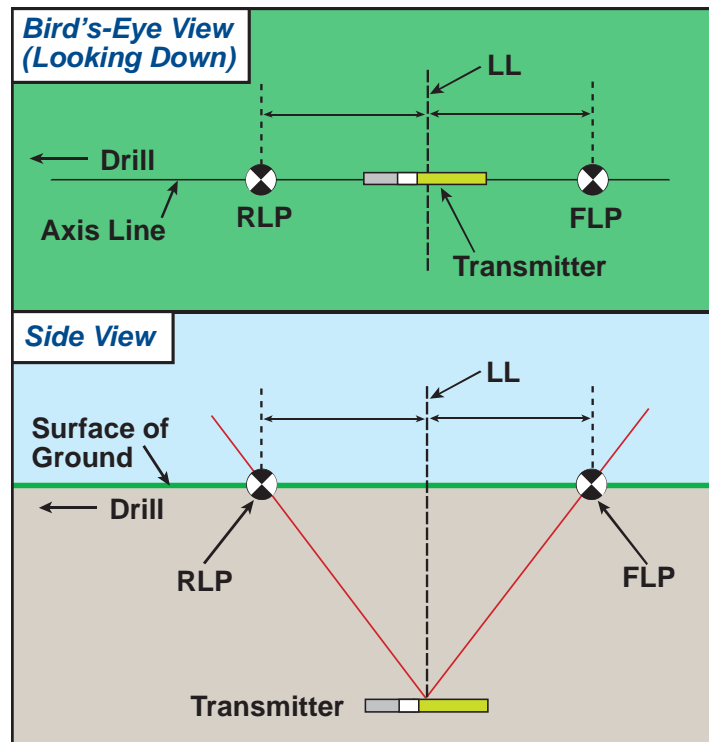 Bird's-Eye View
(Looking Down)
LL
Drill
RLP
FLP
Axis Line
Transmitter
Side View
LL
Surface of
Ground
Drill
RLP
FLP
Transmitter